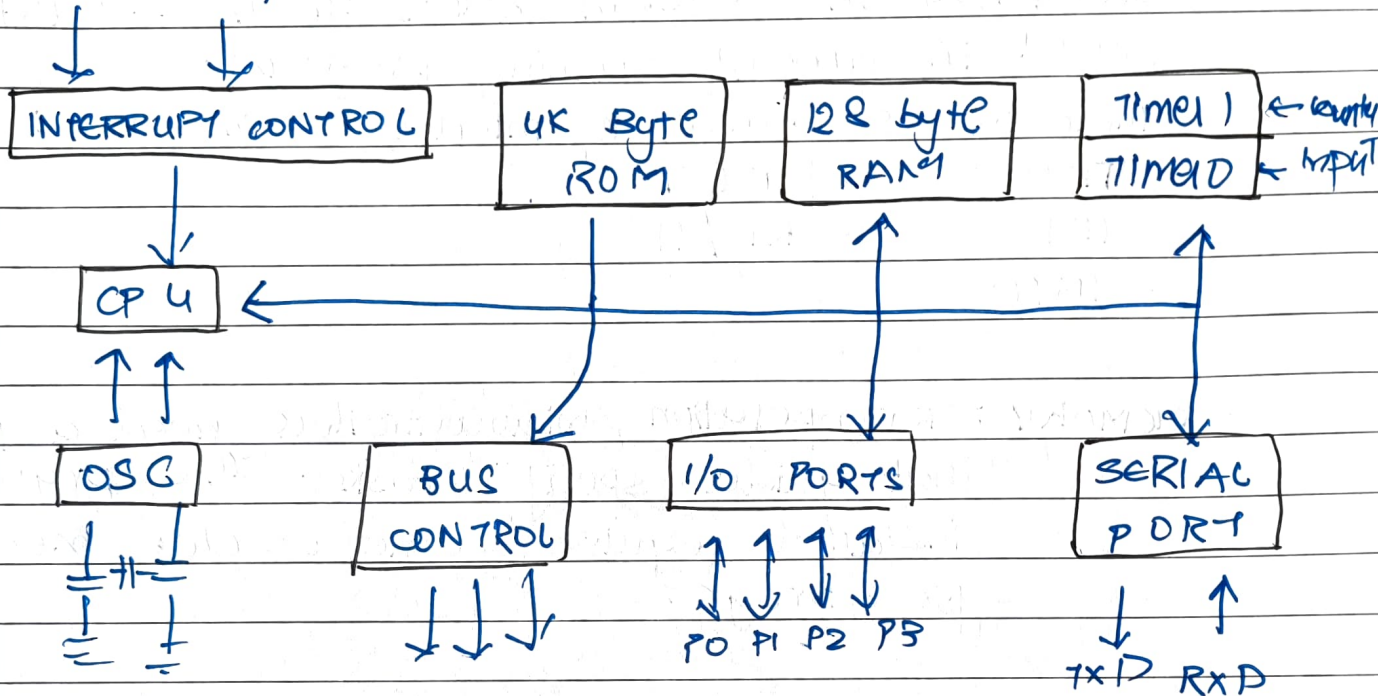 INTERRUPT CONTROL
4K Byte
ROM
128 byte
RAM
Timer 1 ← counter
TIMER 0 ← INPUT
CPU
OSC
BUS
CONTROL
I/O PORTS
SERIAL
PORT
P0 P1 P2 P3
TXD RXD